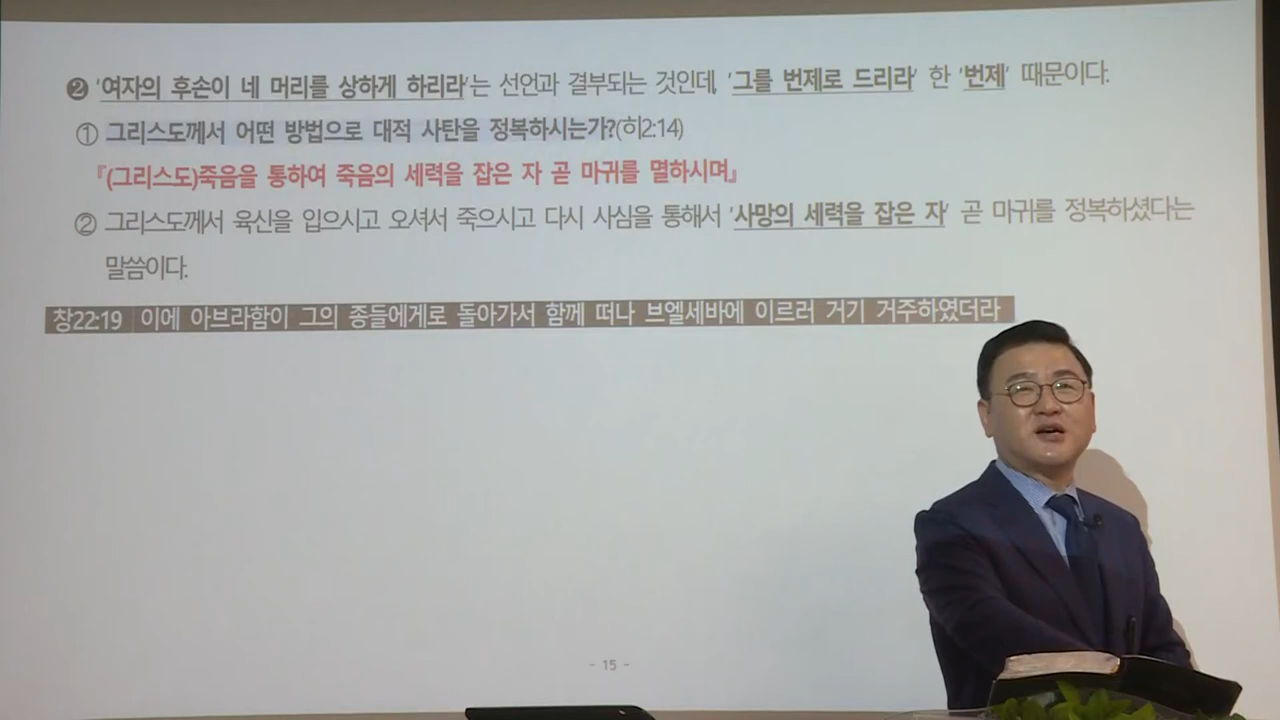 ❷ '여자의 후손이 네 머리를 상하게 하리라'는 선언과 결부되는 것인데, '그를 번제로 드리라' 한 '번제' 때문이다.
① 그리스도께서 어떤 방법으로 대적 사탄을 정복하시는가?(히2:14)
『(그리스도)죽음을 통하여 죽음의 세력을 잡은 자 곧 마귀를 멸하시며』
② 그리스도께서 육신을 입으시고 오셔서 죽으시고 다시 사심을 통해서 '사망의 세력을 잡은 자' 곧 마귀를 정복하셨다는
말씀이다.
창22:19 이에 아브라함이 그의 종들에게로 돌아가서 함께 떠나 브엘세바에 이르러 거기 거주하였더라
- 15 -